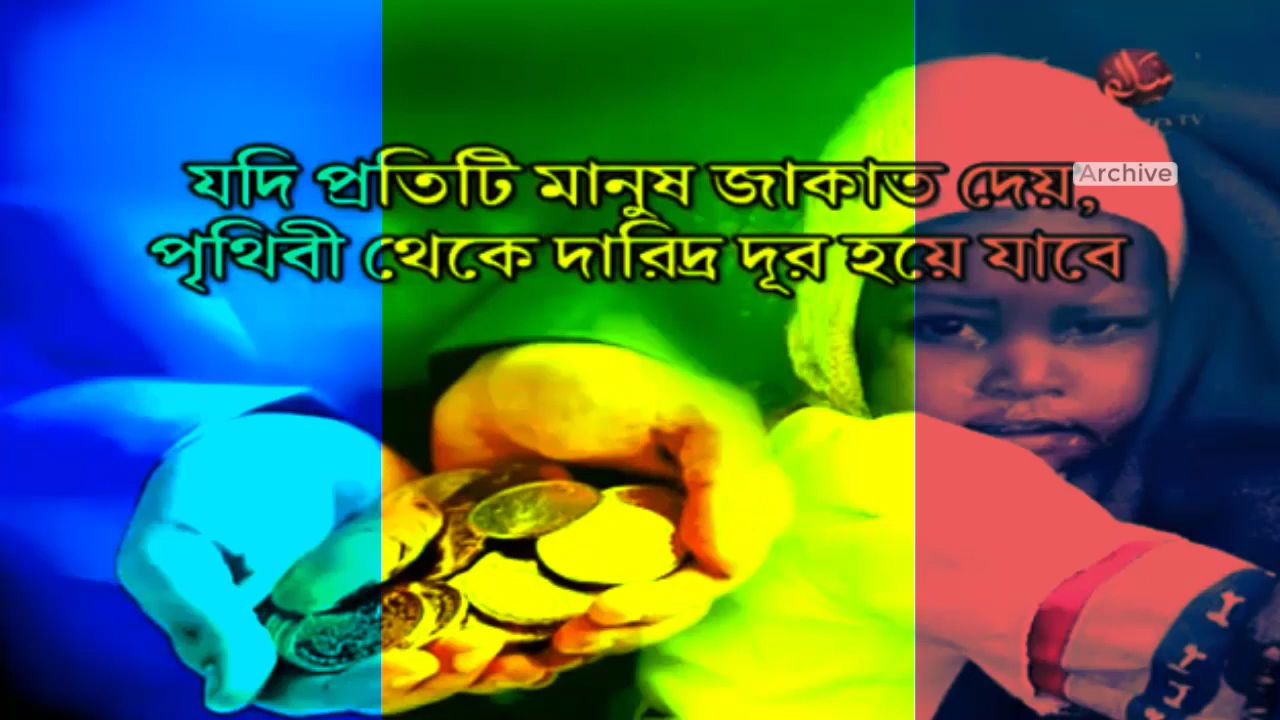 যদি প্রতিটি মানুষ জাকাত দেয়,
পৃথিবী থেকে দারিদ্র দূর হয়ে যাবে
Archive